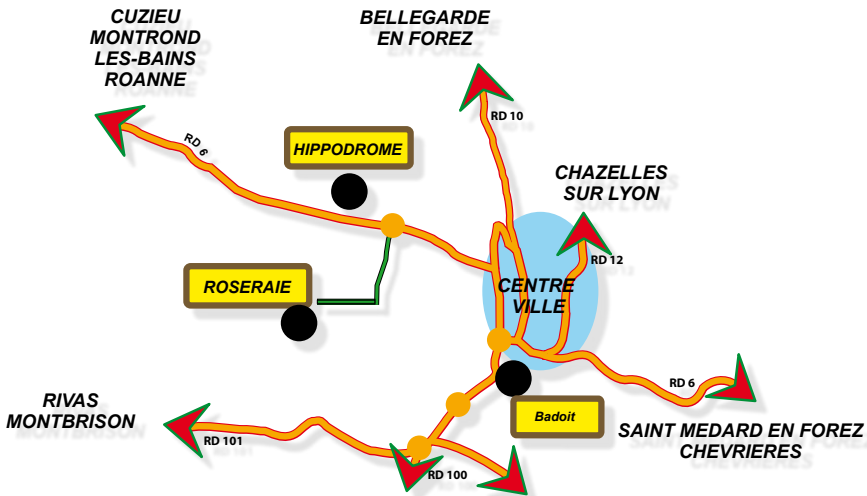 CUZIEU
MONTROND
LES-BAINS
ROANNE
BELLEGARDE
EN FOREZ
RD 10
RD 6
HIPPODROME
CHAZELLES
SUR LYON
RD 12
ROSERAIE
CENTRE
VILLE
RIVAS
MONTBRISON
RD 101
RD 100
Badoit
RD 6
SAINT MEDARD EN FOREZ
CHEVRIERES